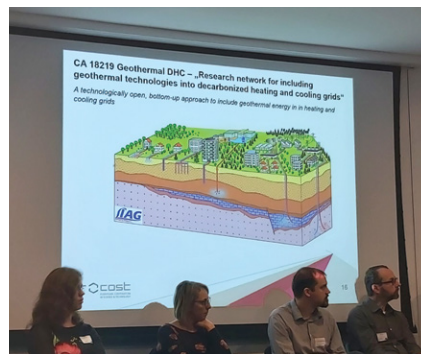 CA 18219 Geothermal DHC – „Research network for including
geothermal technologies into decarbonized heating and cooling grids“
A technologically open, bottom-up approach to include geothermal energy in in heating and
cooling grids
IIAG
cost
16